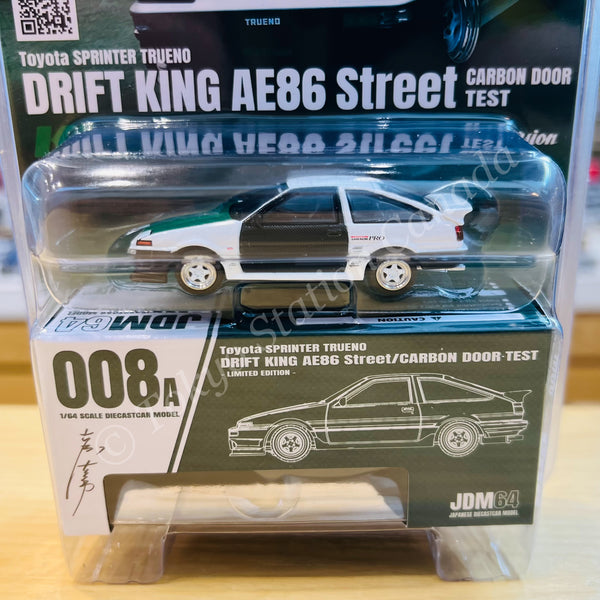 TRUENO
Toyota SPRINTER TRUENO
DRIFT KING AE86 Street CARBON DOOR
TEST
PRO
JDM64
CAUTION
008A
1/64 SCALE DIECASTCAR MODEL
Toyota SPRINTER TRUENO
DRIFT KING AE86 Street/CARBON DOOR TEST
- LIMITED EDITION -
JDM64
JAPANESE DIECASTCAR MODEL